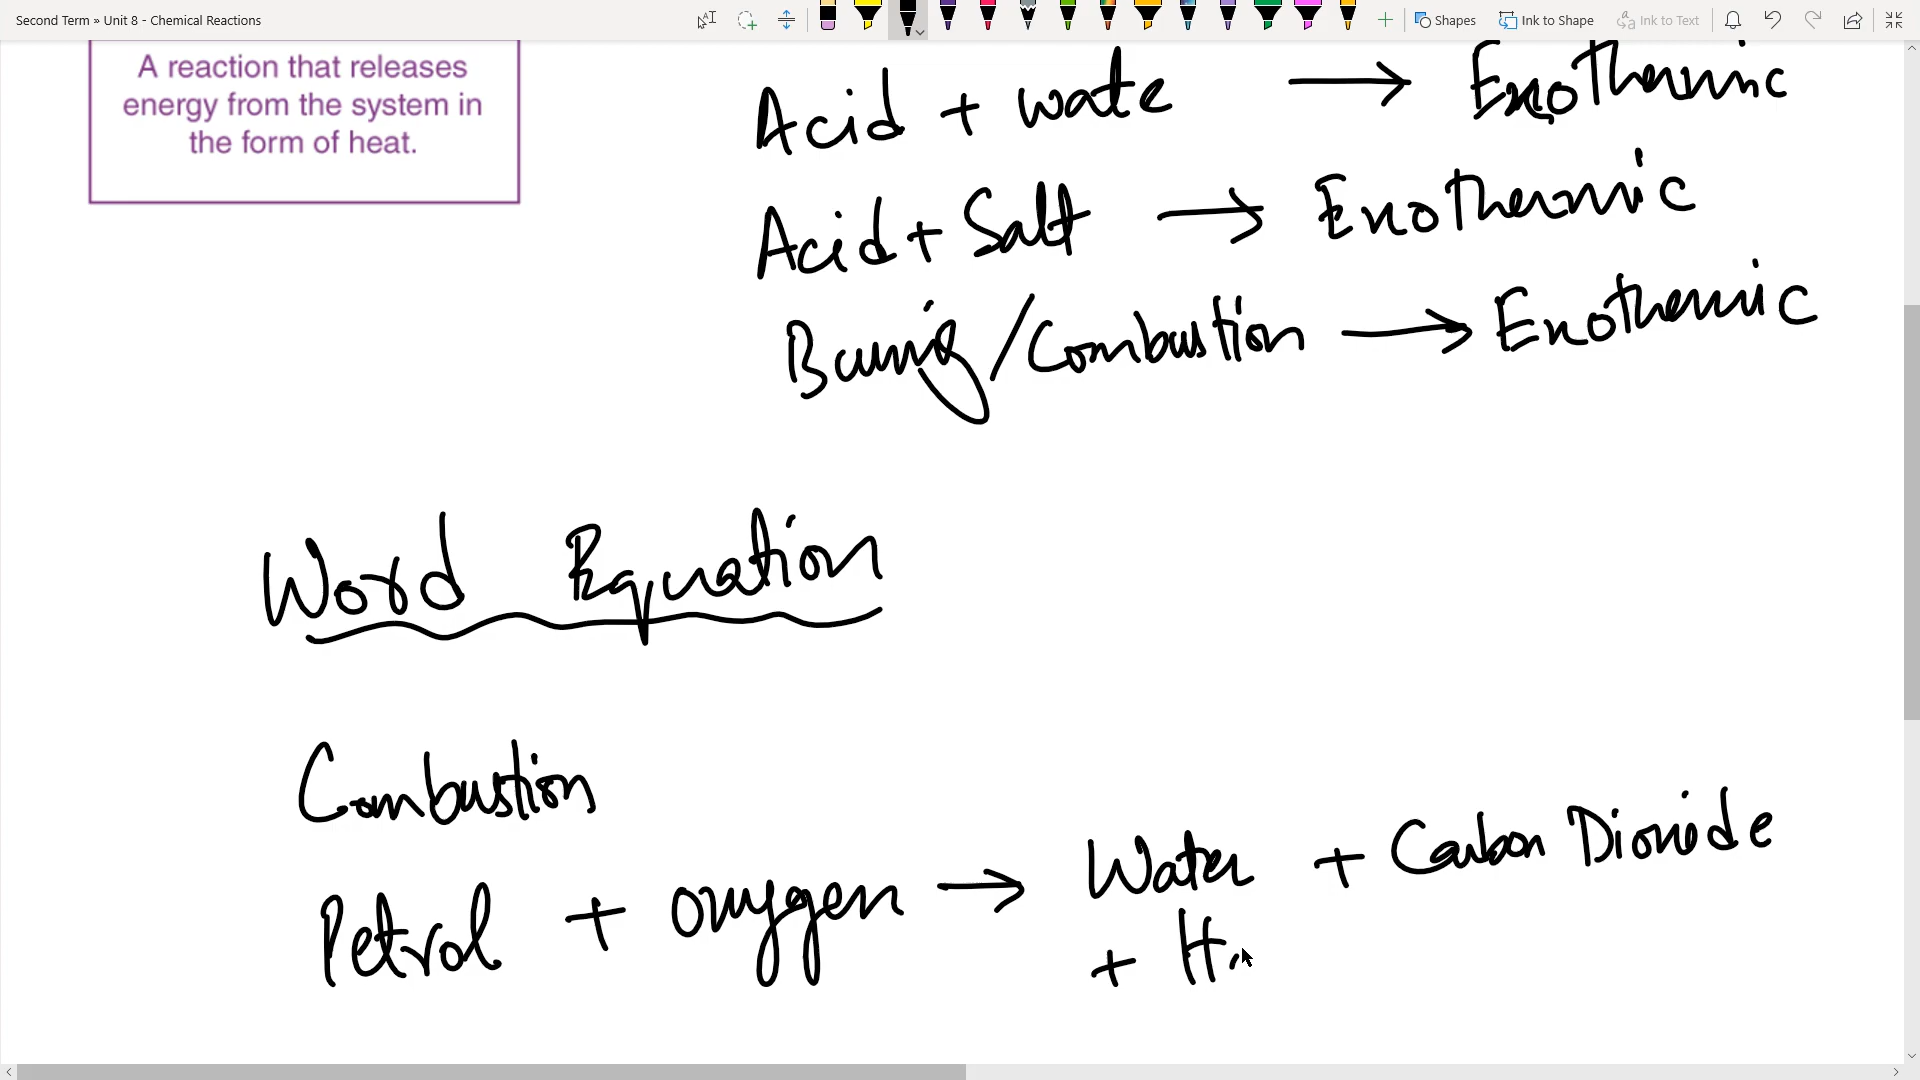 Second Term » Unit 8 - Chemical Reactions
Shapes
Ink to Shape
Ink to Text
A reaction that releases
energy from the system in
the form of heat.
Acid + wate → Exothermic
Acid + Salt → Exothermic
Burnig/Combustion → Exothermic
Word Equation
Combustion
Petrol + oxygen → Water + Carbon Dioxide
+ H